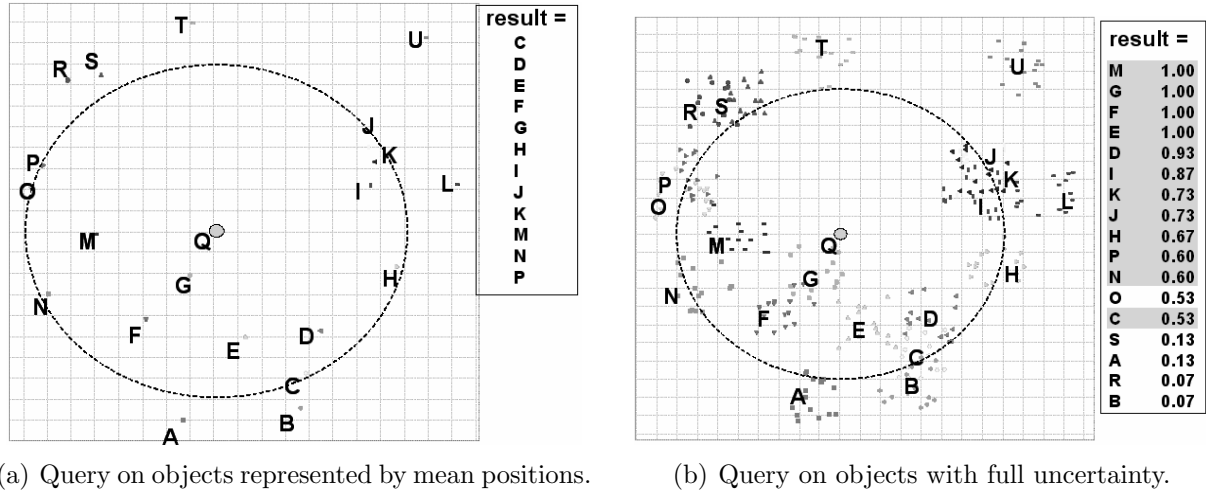 T
U
R
S
J
K
P
O
I
L
M
Q
G
H
N
F
E
D
C
B
A
result =
C
D
E
F
G
H
I
J
K
M
N
P
T
U
R
S
J
K
P
O
I
L
M
Q
G
H
N
F
E
D
C
B
A
result =
M 1.00
G 1.00
F 1.00
E 1.00
D 0.93
I 0.87
K 0.73
J 0.73
H 0.67
P 0.60
N 0.60
O 0.53
C 0.53
S 0.13
A 0.13
R 0.07
B 0.07
a) Query on objects represented by mean positions.
(b) Query on objects with full uncertainty.